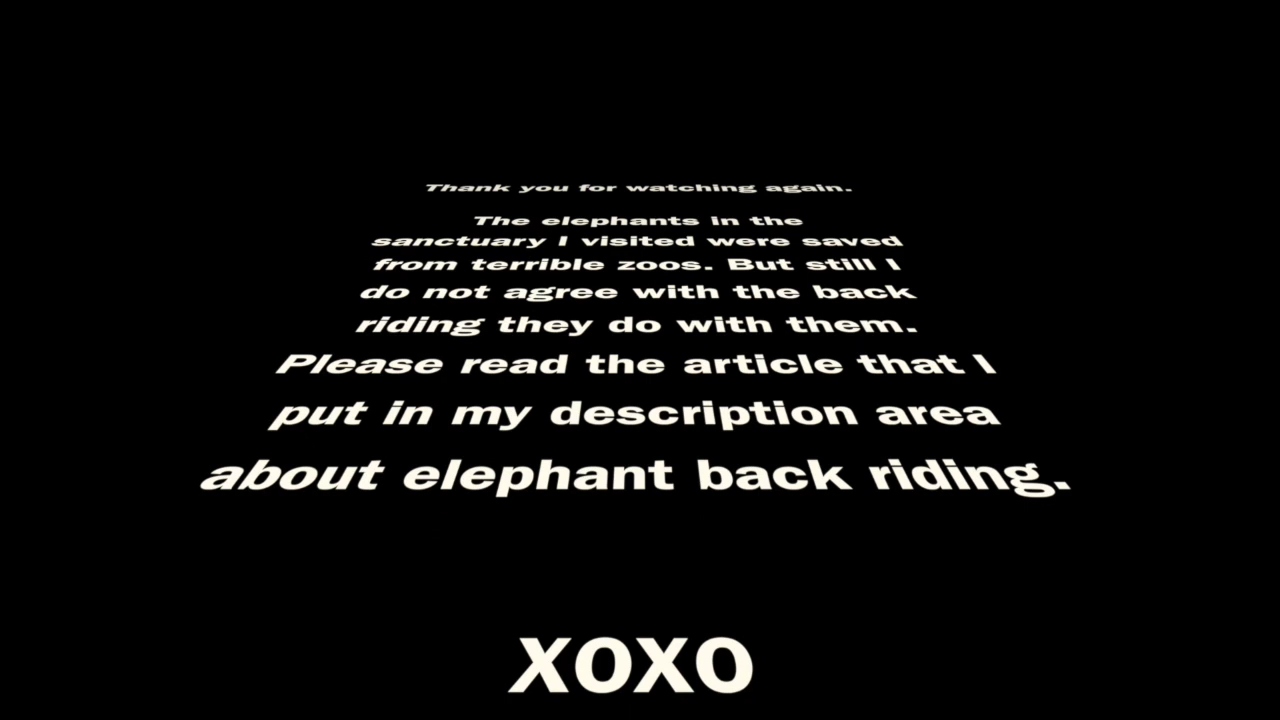 Thank you for watching again.
The elephants in the
sanctuary I visited were saved
from terrible zoos. But still I
do not agree with the back
riding they do with them.
Please read the article that I
put in my description area
about elephant back riding.
XOXO